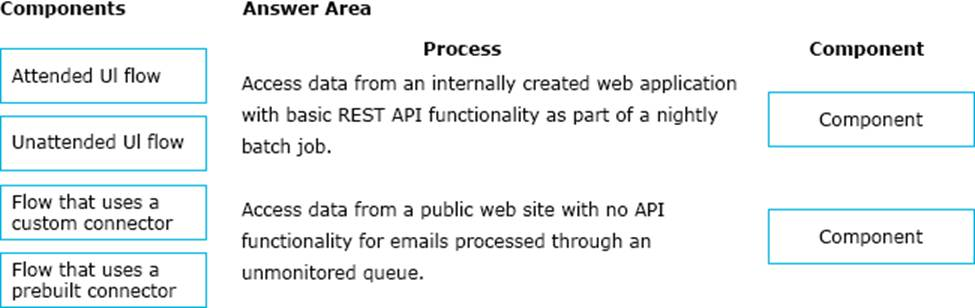 Components
Answer Area
Process
Component
Attended UI flow
Unattended UI flow
Flow that uses a
custom connector
Flow that uses a
prebuilt connector
Access data from an internally created web application
with basic REST API functionality as part of a nightly
batch job.
Component
Access data from a public web site with no API
functionality for emails processed through an
unmonitored queue.
Component